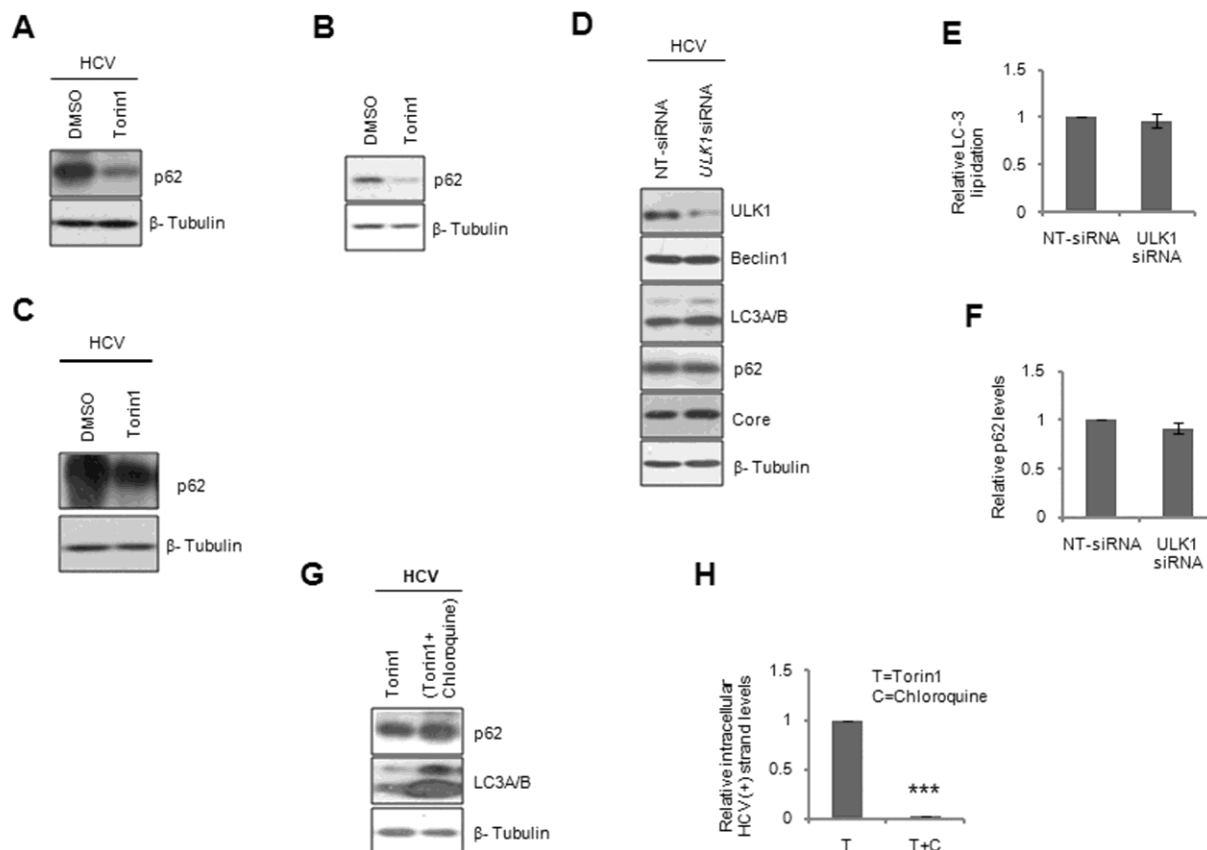 A
HCV
DMSO
Torin1
p62
β- Tubulin
B
DMSO
Torin1
p62
β- Tubulin
C
HCV
DMSO
Torin1
p62
β- Tubulin
D
HCV
NT-siRNA
ULK1 siRNA
ULK1
Beclin1
LC3A/B
p62
Core
β- Tubulin
E
Relative LC-3
lipidation
1.5
1
0.5
0
NT-siRNA
ULK1
siRNA
F
Relative p62 levels
1.5
1
0.5
0
NT-siRNA
ULK1
siRNA
G
HCV
Torin1
(Torin1+
Chloroquine)
p62
LC3A/B
β- Tubulin
H
Relative intracellular
HCV (+) strand levels
1.5
1
0.5
0
T=Torin1
C=Chloroquine
***
T
T+C